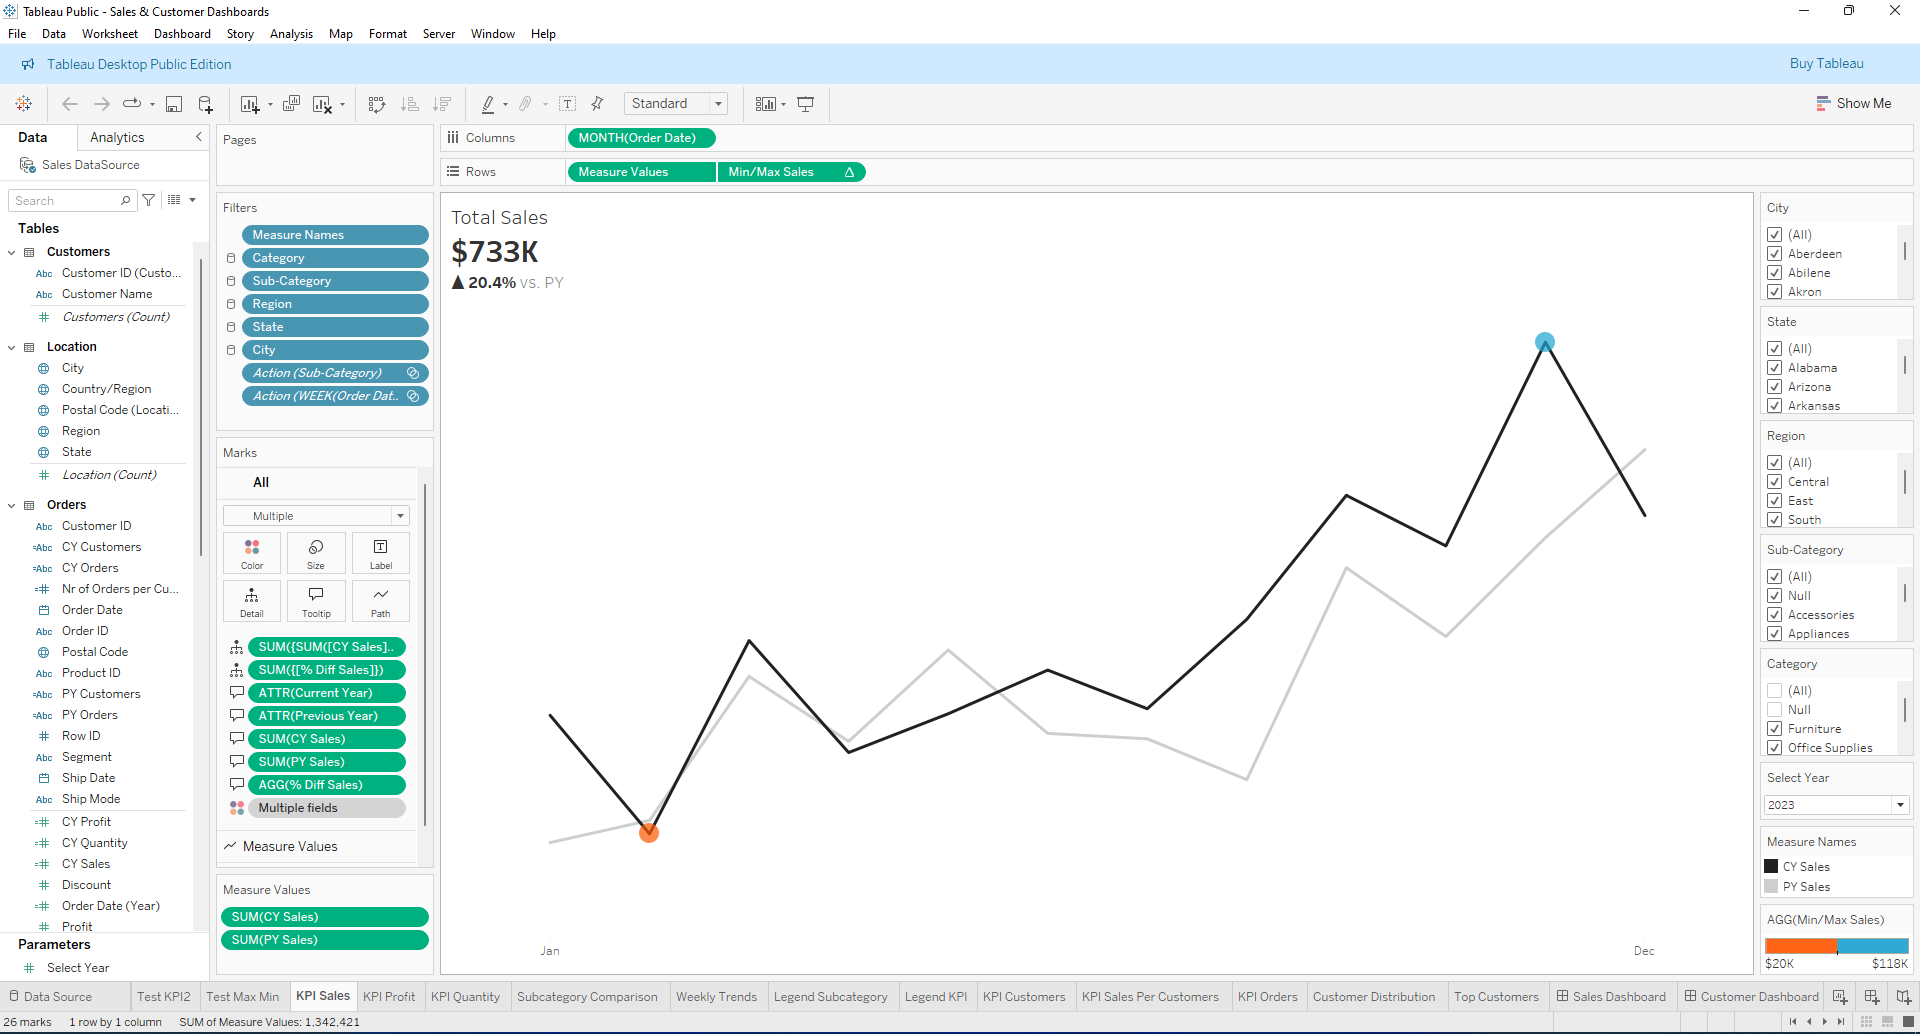 Tableau Public - Sales & Customer Dashboards
File Data Worksheet Dashboard Story Analysis Map Format Server Window Help
Tableau Desktop Public Edition
Buy Tableau
Standard
Show Me
Data
Analytics
Sales DataSource
Search
Tables
Customers
Abc Customer ID (Custo...
Abc Customer Name
Customers (Count)
Location
City
Country/Region
Postal Code (Locati...
Region
State
Location (Count)
Orders
Abc Customer ID
=Abc CY Customers
=Abc CY Orders
Nr of Orders per Cu...
Order Date
Abc Order ID
Postal Code
Abc Product ID
=Abc PY Customers
=Abc PY Orders
Row ID
Abc Segment
Ship Date
Abc Ship Mode
CY Profit
CY Quantity
CY Sales
Discount
Order Date (Year)
Profit
Parameters
Select Year
Pages
Filters
Measure Names
Category
Sub-Category
Region
State
City
Action (Sub-Category)
Action (WEEK(Order Dat..
Marks
All
Multiple
Color
Size
Label
Detail
Tooltip
Path
SUM({SUM([CY Sales]..
SUM({[% Diff Sales]})
ATTR(Current Year)
ATTR(Previous Year)
SUM(CY Sales)
SUM(PY Sales)
AGG(% Diff Sales)
Multiple fields
Measure Values
Measure Values
SUM(CY Sales)
SUM(PY Sales)
Columns
MONTH(Order Date)
Rows
Measure Values
Min/Max Sales
Total Sales
$733K
▲ 20.4% vs. PY
Jan
Dec
City
(All)
Aberdeen
Abilene
Akron
State
(All)
Alabama
Arizona
Arkansas
Region
(All)
Central
East
South
Sub-Category
(All)
Null
Accessories
Appliances
Category
(All)
Null
Furniture
Office Supplies
Select Year
2023
Measure Names
CY Sales
PY Sales
AGG(Min/Max Sales)
$20K
$118K
Data Source
Test KPI2
Test Max Min
KPI Sales
KPI Profit
KPI Quantity
Subcategory Comparison
Weekly Trends
Legend Subcategory
Legend KPI
KPI Customers
KPI Sales Per Customers
KPI Orders
Customer Distribution
Top Customers
Sales Dashboard
Customer Dashboard
26 marks
1 row by 1 column
SUM of Measure Values: 1,342,421